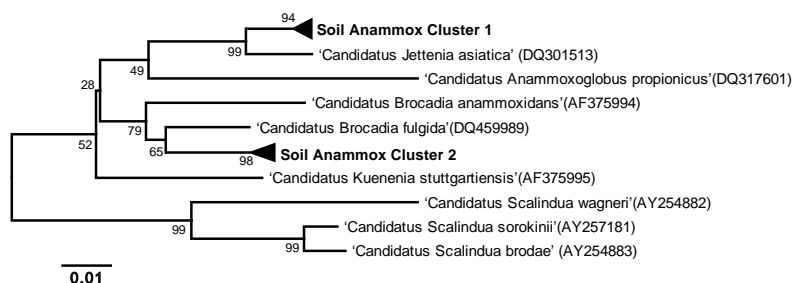 94
Soil Anammox Cluster 1
99
‘Candidatus Jettenia asiatica’ (DQ301513)
49
‘Candidatus Anammoxoglobus propionicus’(DQ317601)
28
‘Candidatus Brocadia anammoxidans’(AF375994)
79
‘Candidatus Brocadia fulgida’(DQ459989)
52
65
98
Soil Anammox Cluster 2
‘Candidatus Kuenenia stuttgartiensis’(AF375995)
‘Candidatus Scalindua wagneri’(AY254882)
99
‘Candidatus Scalindua sorokinii’(AY257181)
99
‘Candidatus Scalindua brodae’ (AY254883)
0.01